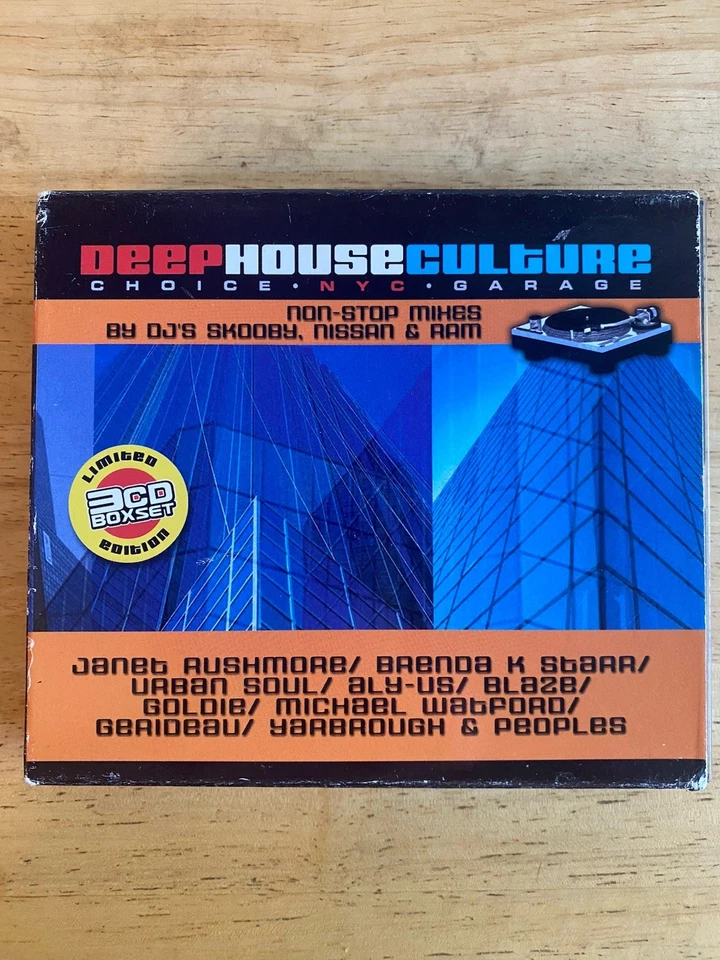 DEEPHOUSECULTURE
CHOICE • NYC • GARAGE
NON-STOP MIXES
BY DJ'S SKOOBY, NISSAN & RAM
LIMITED
3CD
BOXSET
EDITION
Janet Rushmore/ Brenda K Starr/
Urban Soul/ Aly-us/ Blaze/
Goldie/ Michael Watford/
Gerideau/ Yarbrough & Peoples